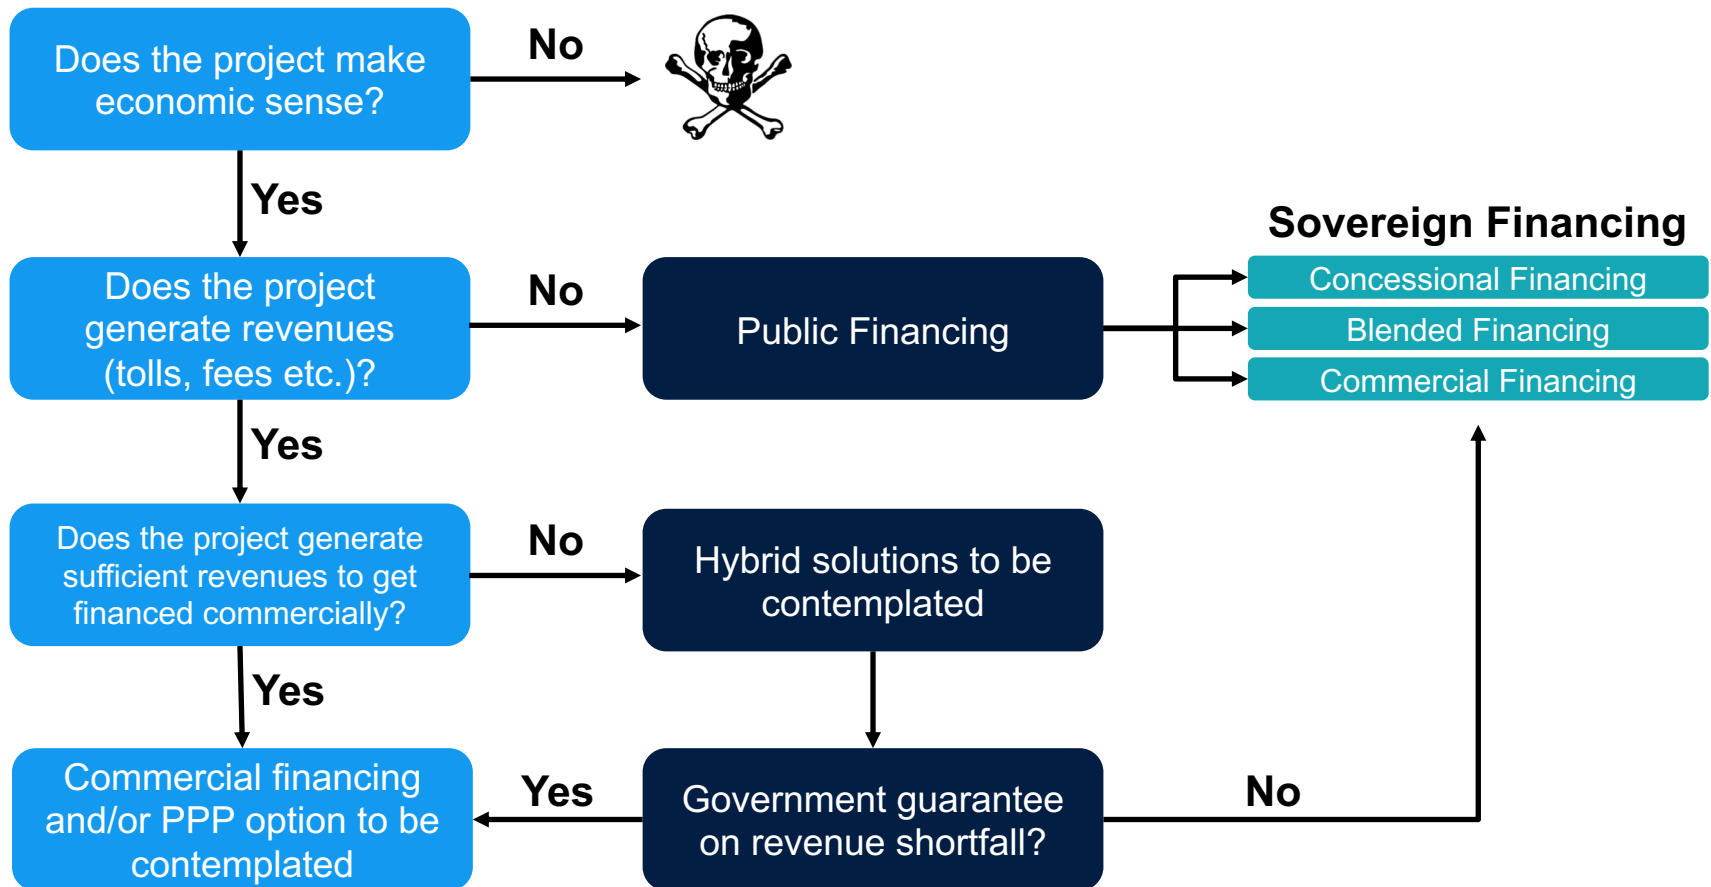 Does the project make
economic sense?
No
Yes
Sovereign Financing
Does the project
generate revenues
(tolls, fees etc.)?
No
Public Financing
Concessional Financing
Blended Financing
Commercial Financing
Yes
Does the project generate
sufficient revenues to get
financed commercially?
No
Hybrid solutions to be
contemplated
Yes
Commercial financing
and/or PPP option to be
contemplated
Yes
Government guarantee
on revenue shortfall?
No